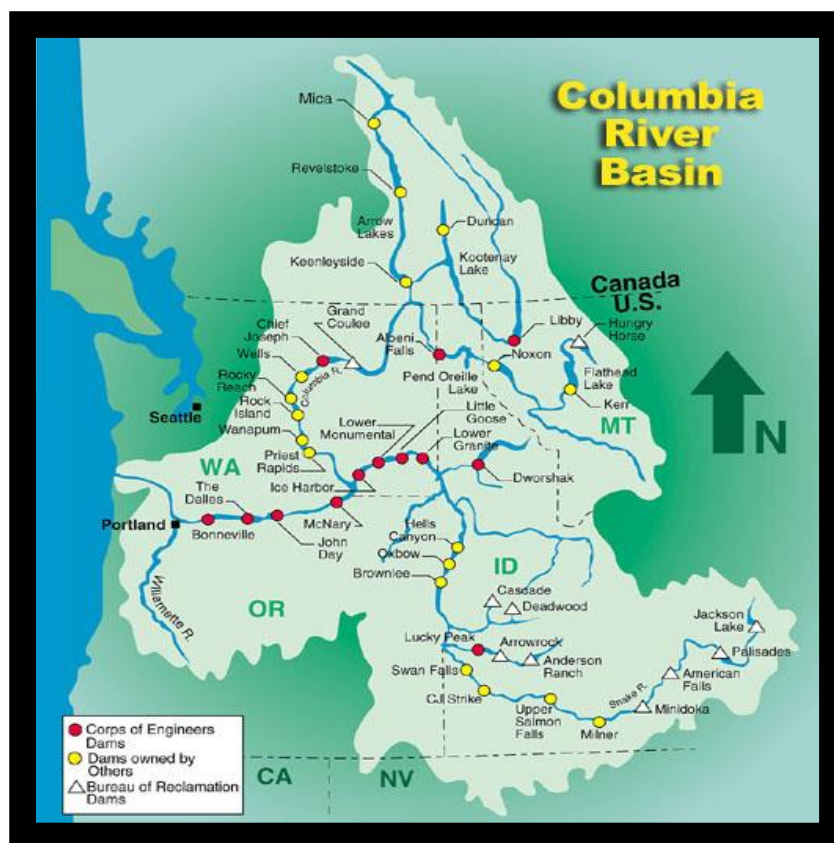 Columbia
River
Basin
Mica
Revelstoke
Arrow
Lakes
Duncan
Kootenay
Lake
Keenleyside
Canada
U.S.
Grand
Coulee
Chief
Joseph
Albeni
Falls
Libby
Hungry
Horse
Noxon
Wells
Columbia R.
Pend Oreille
Lake
Flathead
Lake
Rocky
Reach
Kerr
Seattle
Rock
Island
Lower
Monumental
Little
Goose
Wanapum
Lower
Granite
MT
N
WA
Priest
Rapids
Ice Harbor
Dworshak
The
Dalles
Portland
Bonneville
John
Day
McNary
Hells
Canyon
Oxbow
Brownlee
ID
Willamette R.
OR
Cascade
Deadwood
Jackson
Lake
Lucky Peak
Arrowrock
Anderson
Ranch
Palisades
American
Falls
Swan Falls
CJ Strike
Upper
Salmon
Falls
Milner
Snake R.
Minidoka
Corps of Engineers
Dams
Dams owned by
Others
Bureau of Reclamation
Dams
CA
NV